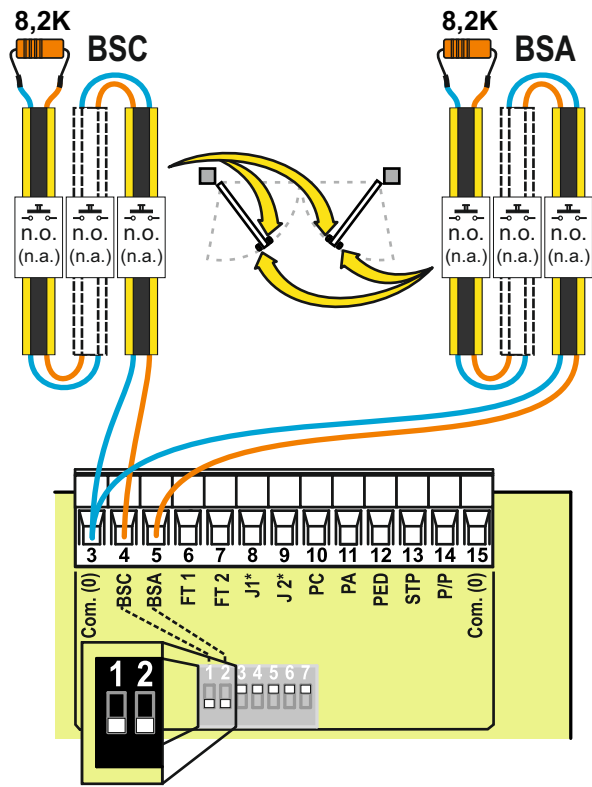 8,2K BSC 8,2K BSA
n.o. n.o. n.o. n.o. n.o. n.o.
(n.a.) (n.a.) (n.a.) (n.a.) (n.a.) (n.a.)
3 4 5 6 7 8 9 10 11 12 13 14 15
Com. (0)
BSC
BSA
FT 1
FT 2
J1*
J 2*
PC
PA
PED
STP
P/P
Com. (0)
1 2
1 2 3 4 5 6 7